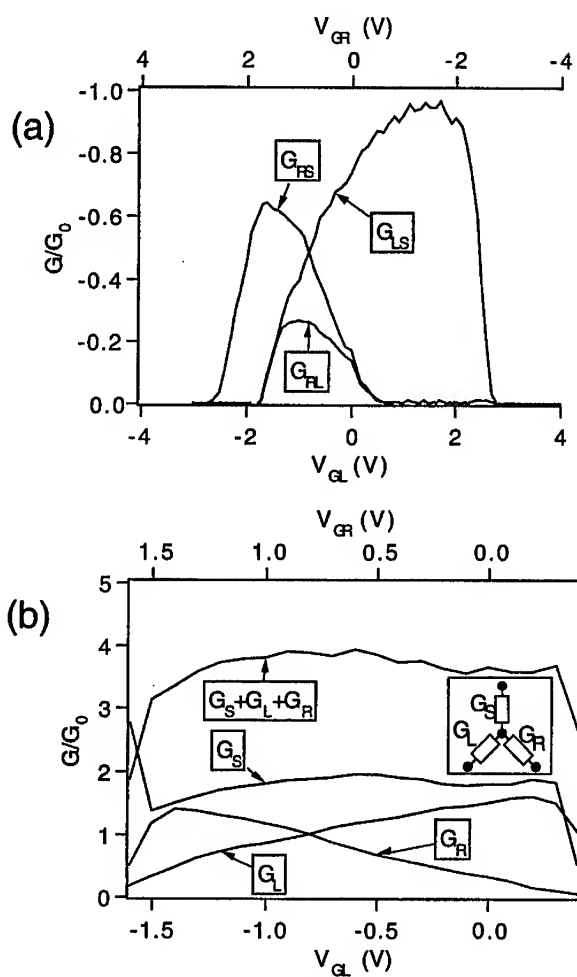 V_GR (V)
4 2 0 -2 -4
(a)
-1.0
-0.8
-0.6
-0.4
-0.2
0.0
G/G_0
G_RS
G_LS
G_RL
-4 -2 0 2 4
V_GL (V)
V_GR (V)
1.5 1.0 0.5 0.0
(b)
5
4
3
2
1
0
G/G_0
G_S+G_L+G_R
G_S
G_S
G_L G_R
G_L
G_R
-1.5 -1.0 -0.5 0.0
V_GL (V)